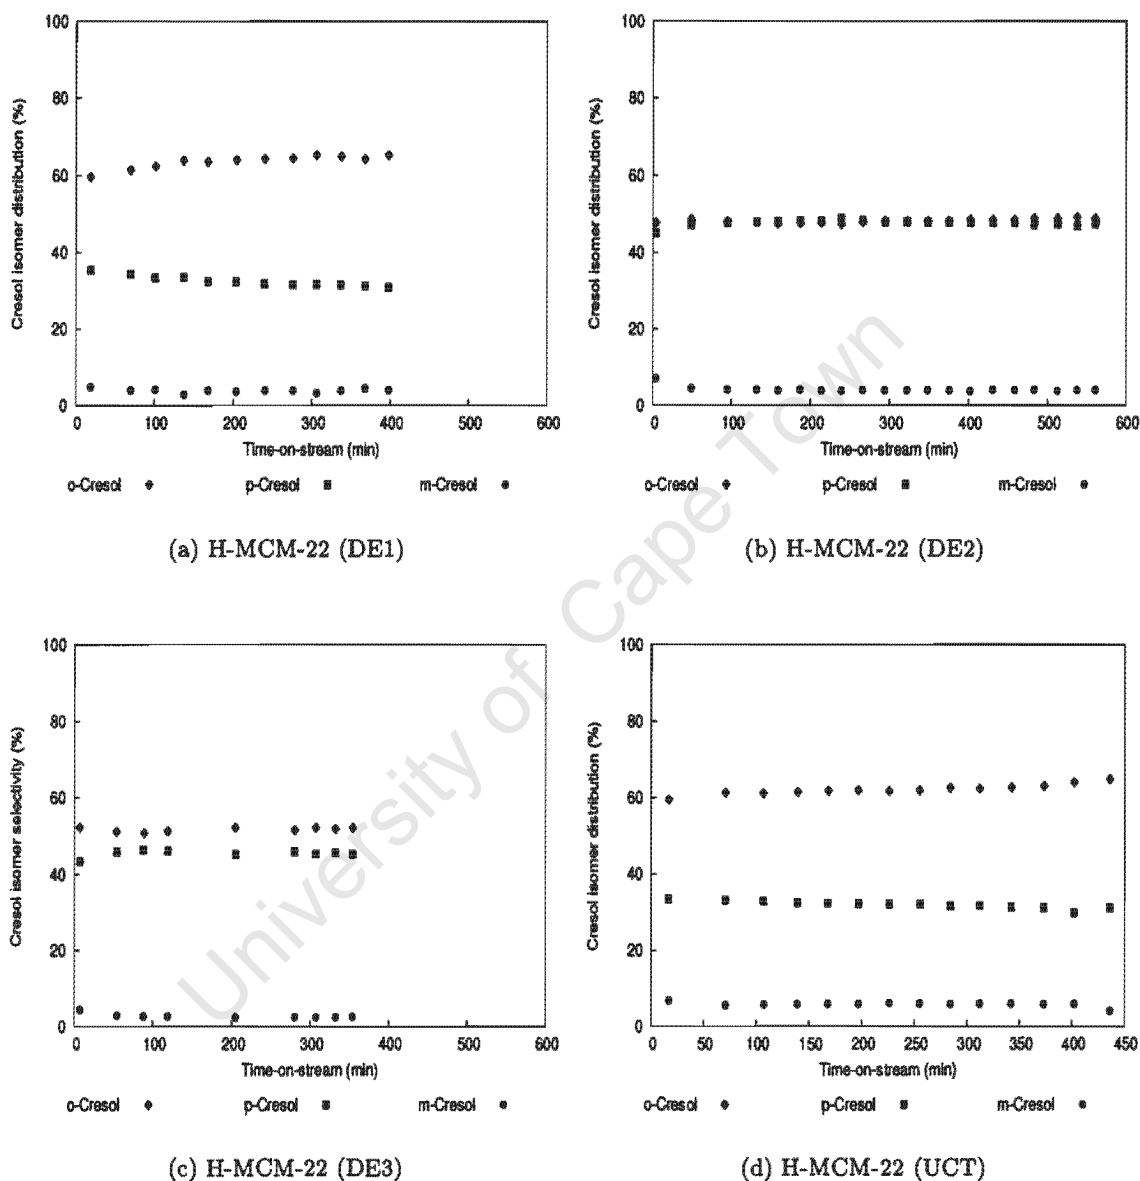 100
80
60
40
20
0
Cresol isomer distribution (%)
0 100 200 300 400 500 600
Time-on-stream (min)
o-Cresol p-Cresol m-Cresol
(a) H-MCM-22 (DE1)
100
80
60
40
20
0
Cresol isomer distribution (%)
0 100 200 300 400 500 600
Time-on-stream (min)
o-Cresol p-Cresol m-Cresol
(b) H-MCM-22 (DE2)
100
80
60
40
20
0
Cresol isomer selectivity (%)
0 100 200 300 400 500 600
Time-on-stream (min)
o-Cresol p-Cresol m-Cresol
(c) H-MCM-22 (DE3)
100
80
60
40
20
0
Cresol isomer distribution (%)
0 50 100 150 200 250 300 350 400 450
Time-on-stream (min)
o-Cresol p-Cresol m-Cresol
(d) H-MCM-22 (UCT)
University of Cape Town